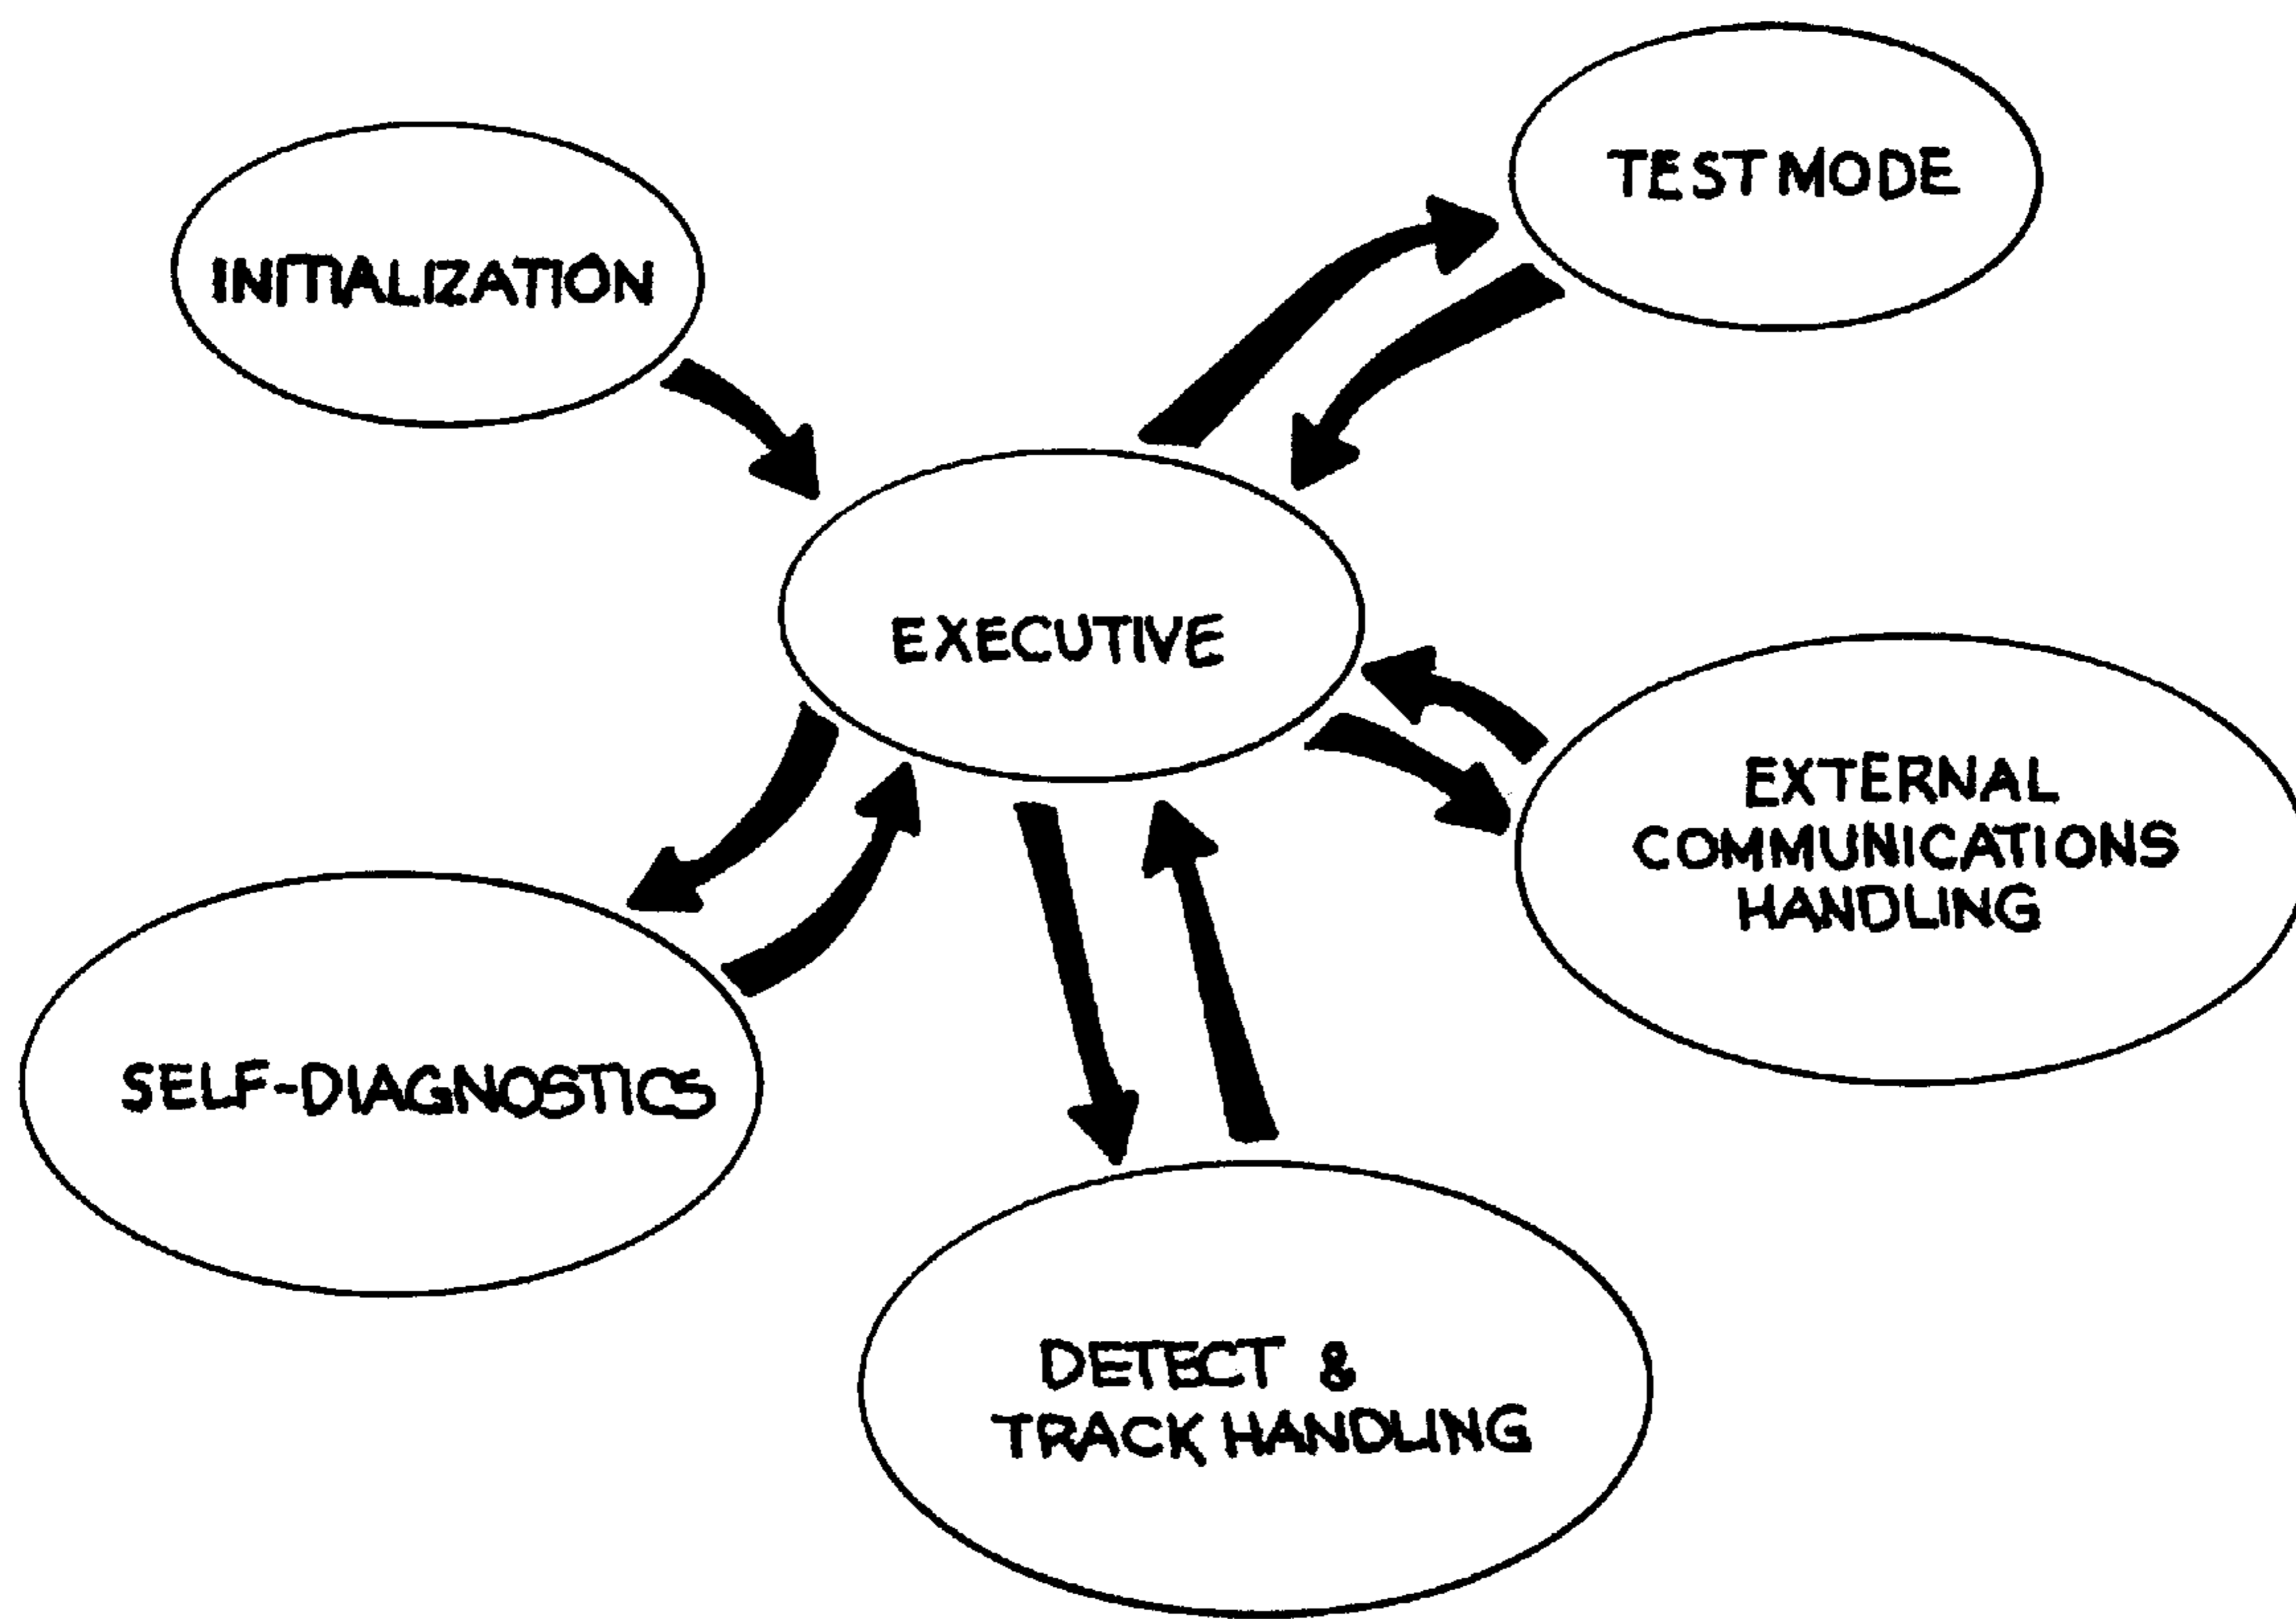 TEST MODE
INITIALIZATION
EXECUTIVE
EXTERNAL
COMMUNICATIONS
HANDLING
SELF-DIAGNOSTICS
DETECT &
TRACK HANDLING